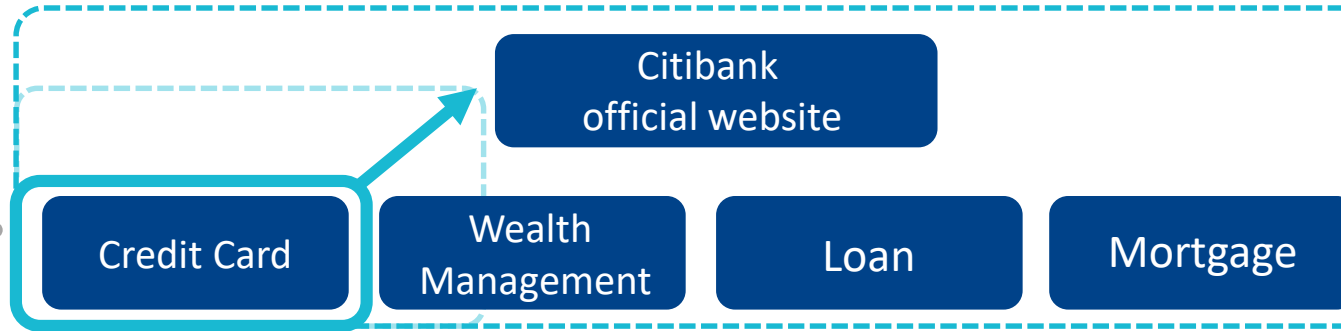 Citibank
official website
Credit Card
Wealth
Management
Loan
Mortgage